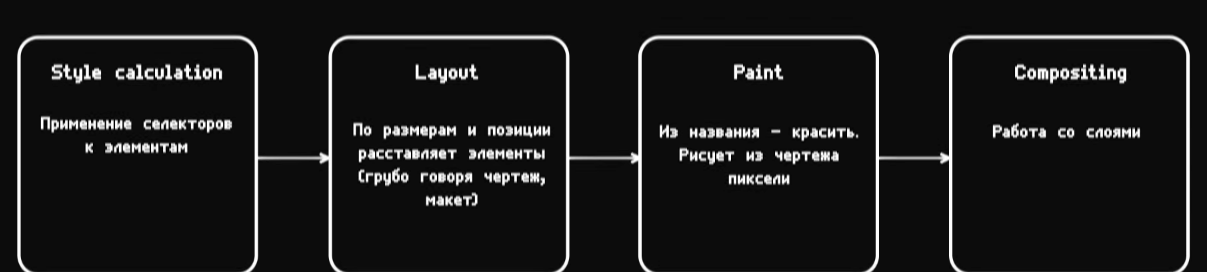 Style calculation
Применение селекторов
к элементам
Layout
По размерам и позиции
расставляет элементы
(грубо говоря чертеж,
макет)
Paint
Из названия - красить.
Рисует из чертежа
пиксели
Compositing
Работа со слоями